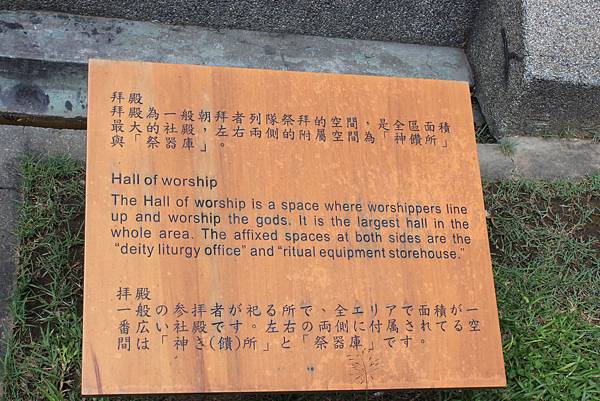 拜殿
拜殿為一般朝拜者列隊祭拜的空間，是全區面積
最大的社殿，左右兩側的附屬空間為「神饌所」
與「祭器庫」。
Hall of worship
The Hall of worship is a space where worshippers line
up and worship the gods. It is the largest hall in the
whole area. The affixed spaces at both sides are the
“deity liturgy office” and “ritual equipment storehouse.”
拝殿
一般の参拝者が祀る所で、全エリアで面積が一
番広い社殿です。左右の両側に付属されてる空
間は「神き(饌)所」と「祭器庫」です。